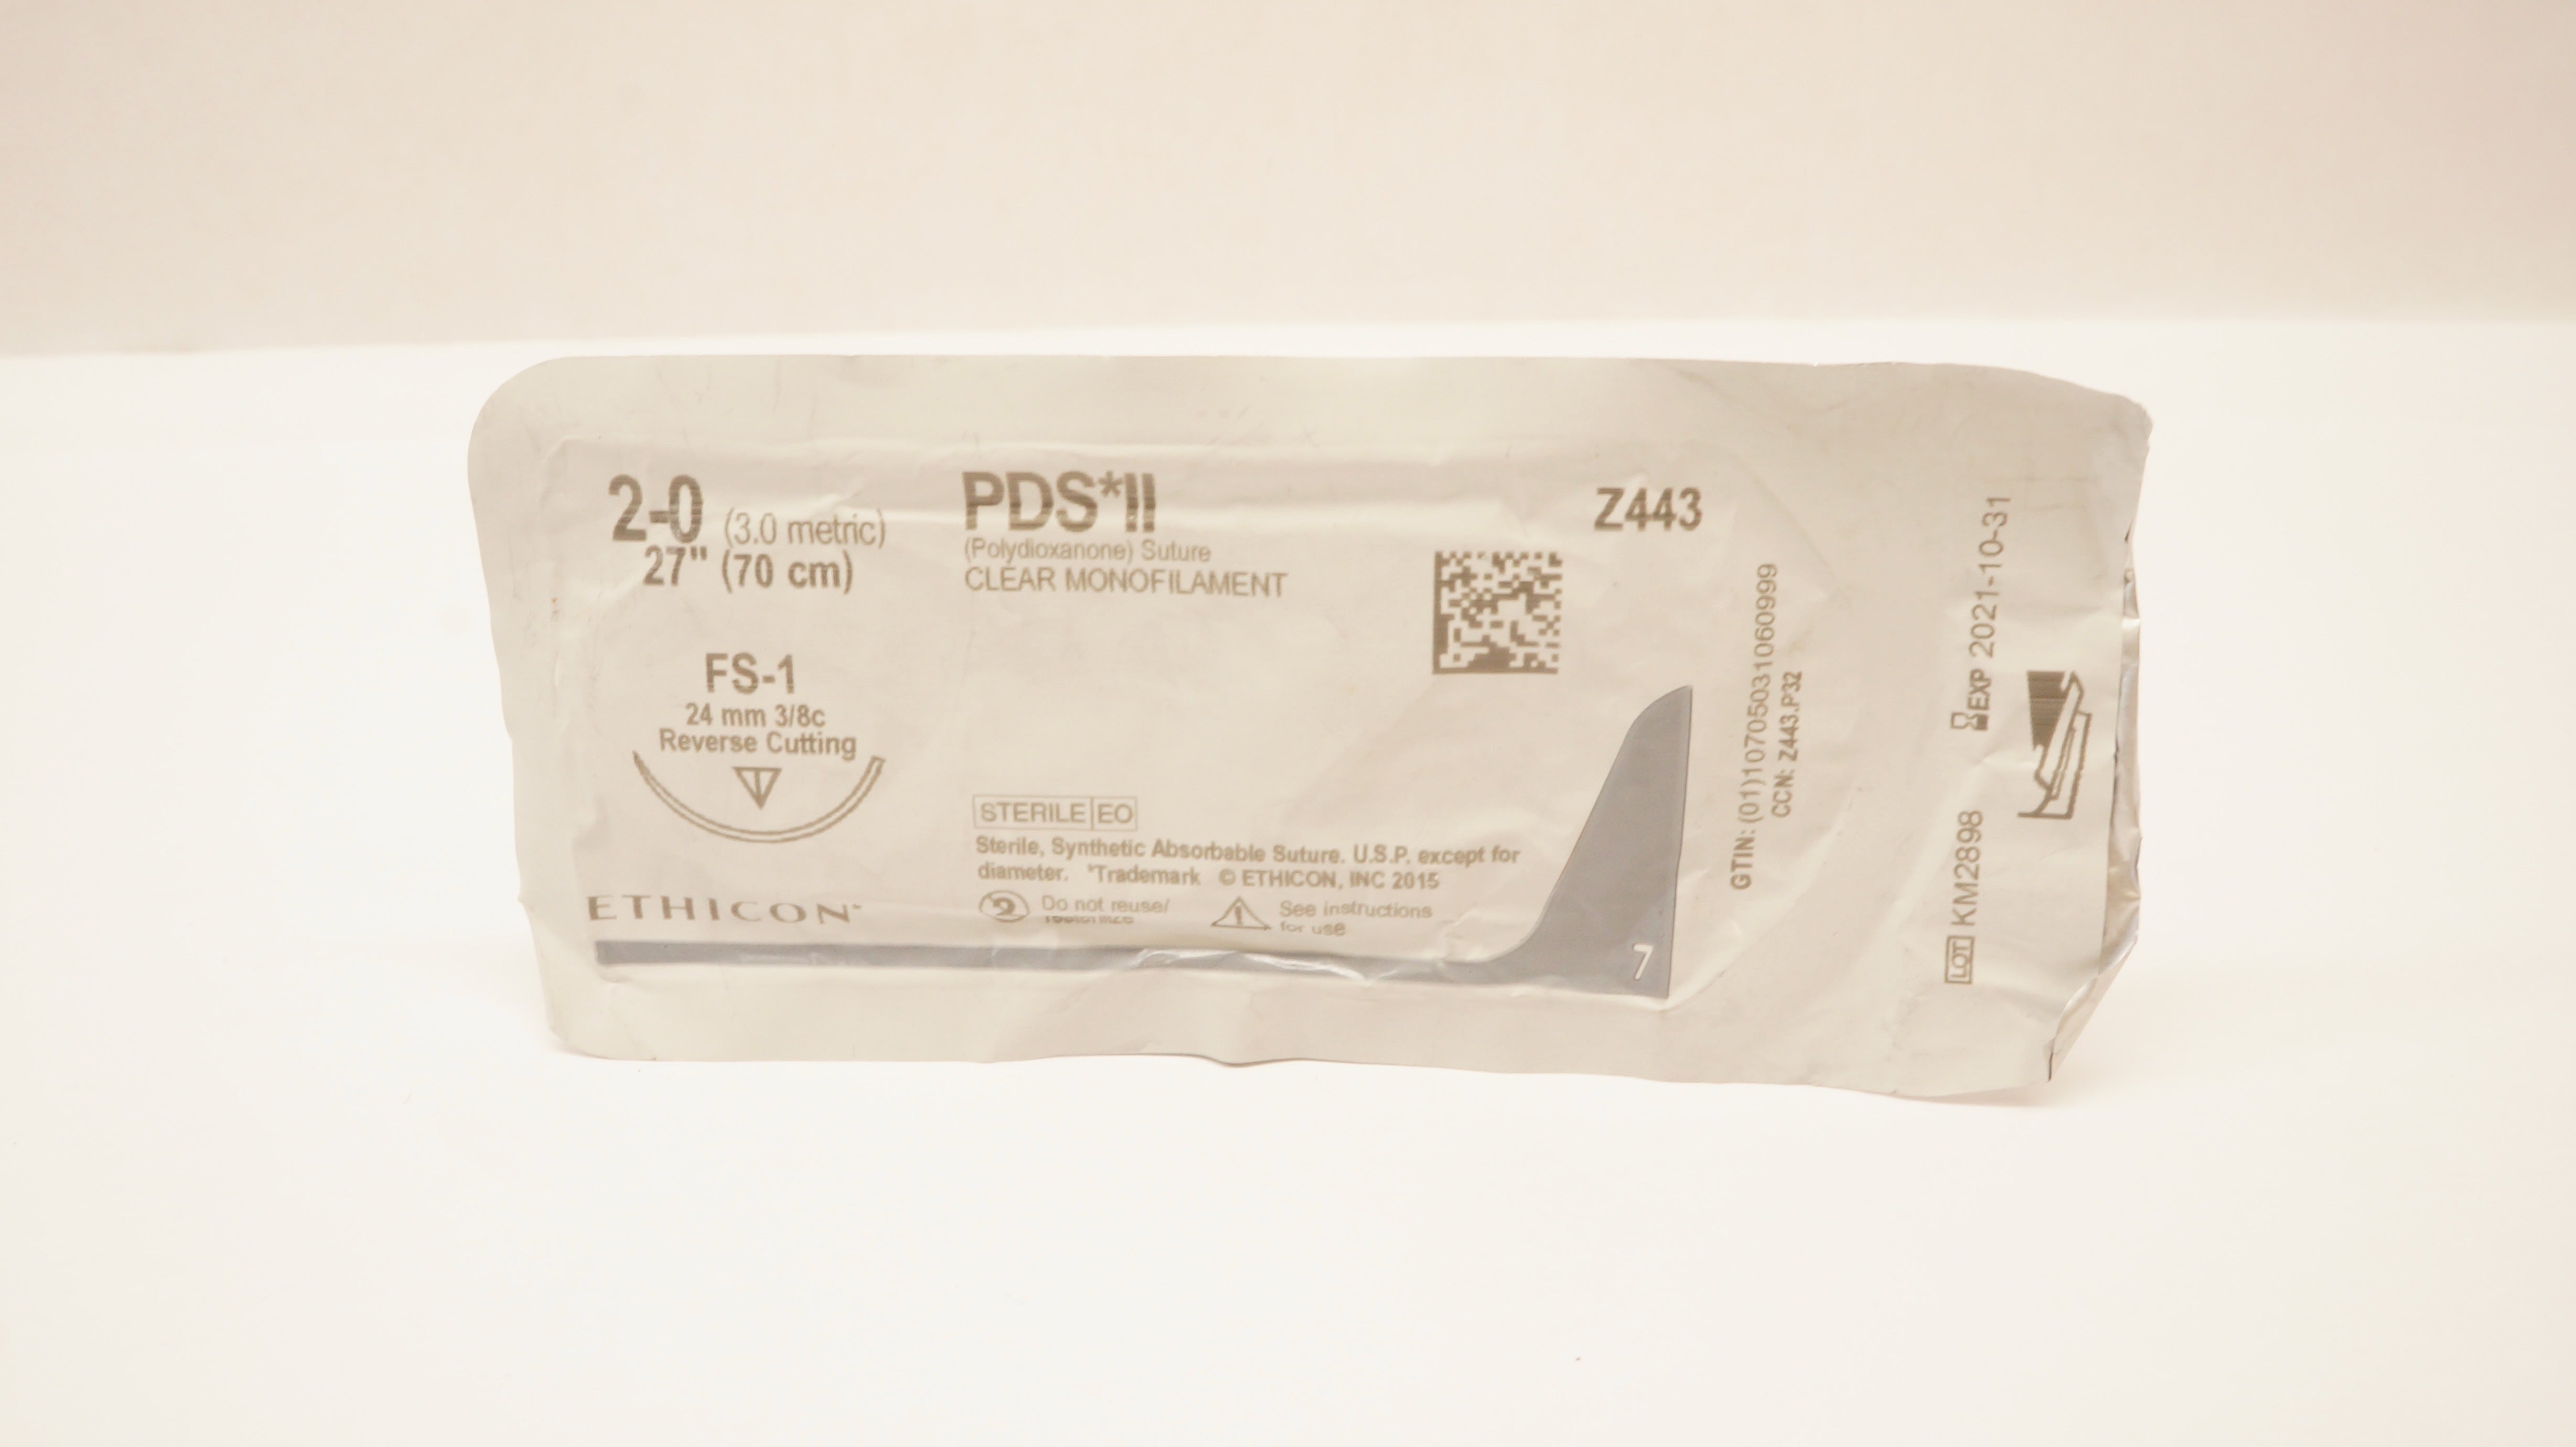 2-0 (3.0 metric)
27" (70 cm)
PDS*II
(Polydioxanone) Suture
CLEAR MONOFILAMENT
Z443
FS-1
24 mm 3/8c
Reverse Cutting
STERILE EO
Sterile, Synthetic Absorbable Suture. U.S.P. except for
diameter. *Trademark © ETHICON, INC 2015
2 Do not reuse/
See instructions
for use
ETHICON
7
GTIN: (01)10705031060999
CCN: Z443.P32
EXP 2021-10-31
LOT KM2898